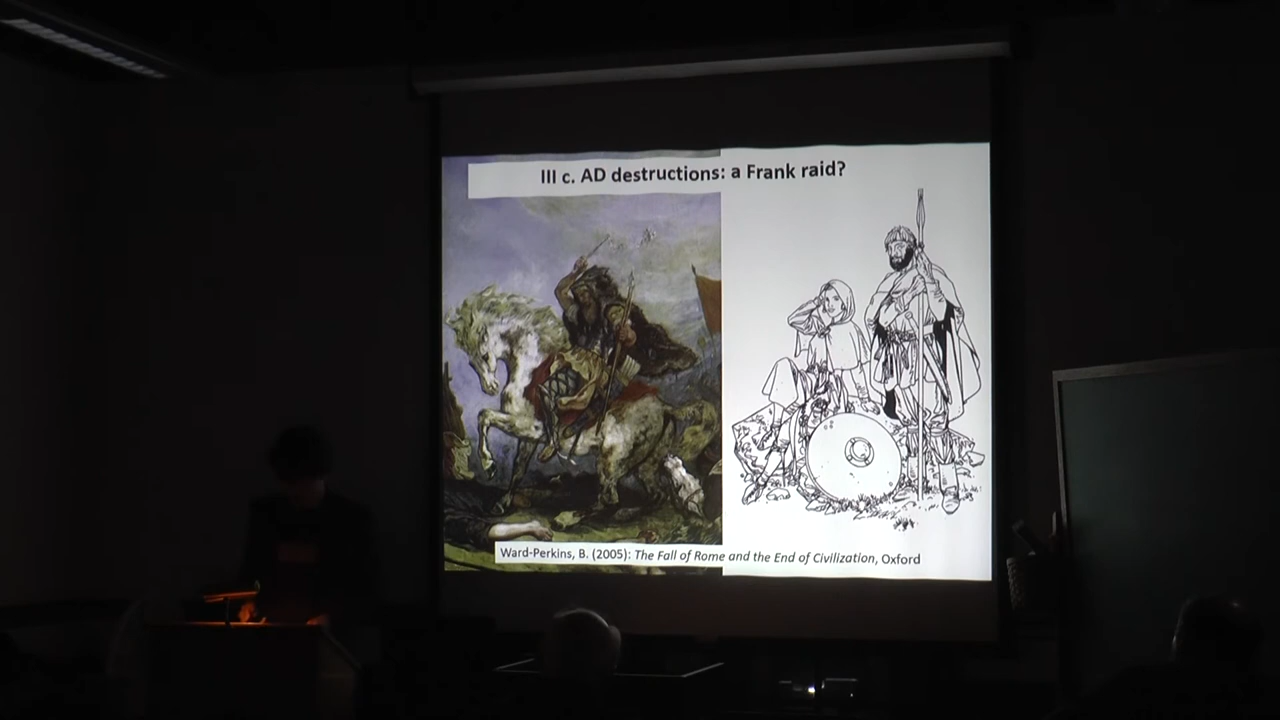 III c. AD destructions: a Frank raid?
Ward-Perkins, B. (2005): The Fall of Rome and the End of Civilization, Oxford